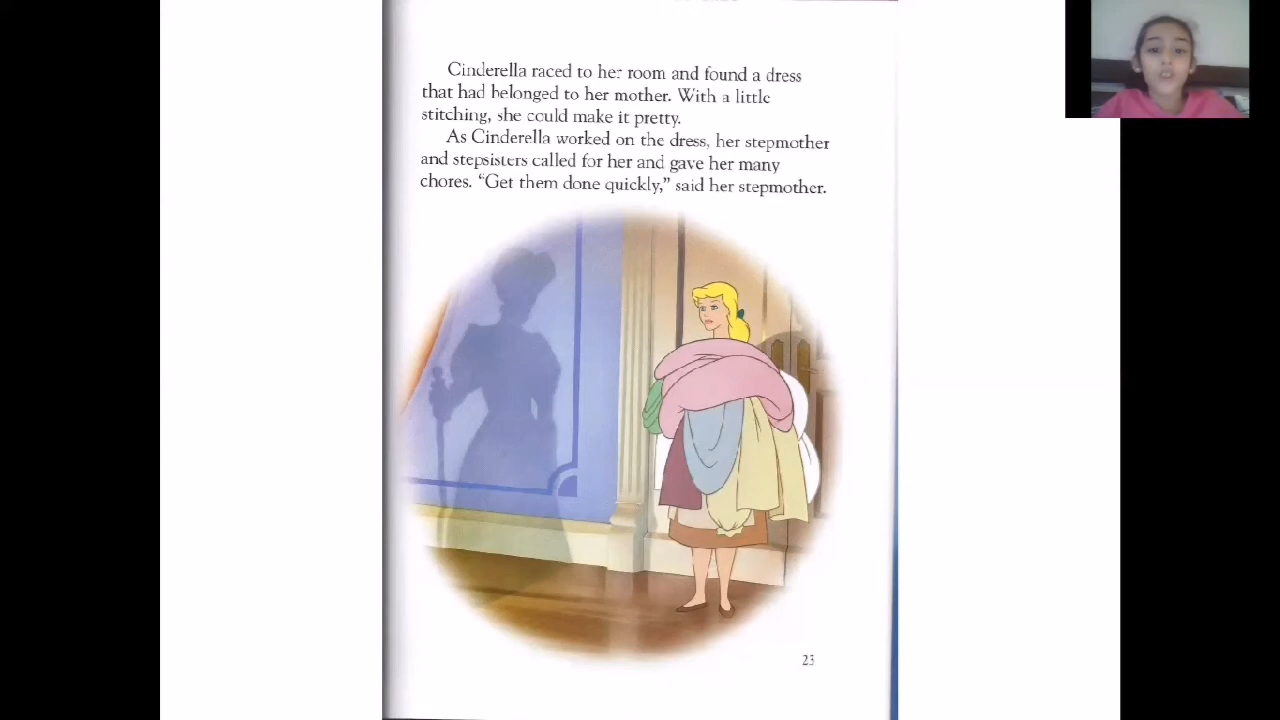 Cinderella raced to her room and found a dress
that had belonged to her mother. With a little
stitching, she could make it pretty.
As Cinderella worked on the dress, her stepmother
and stepsisters called for her and gave her many
chores. “Get them done quickly,” said her stepmother.
23